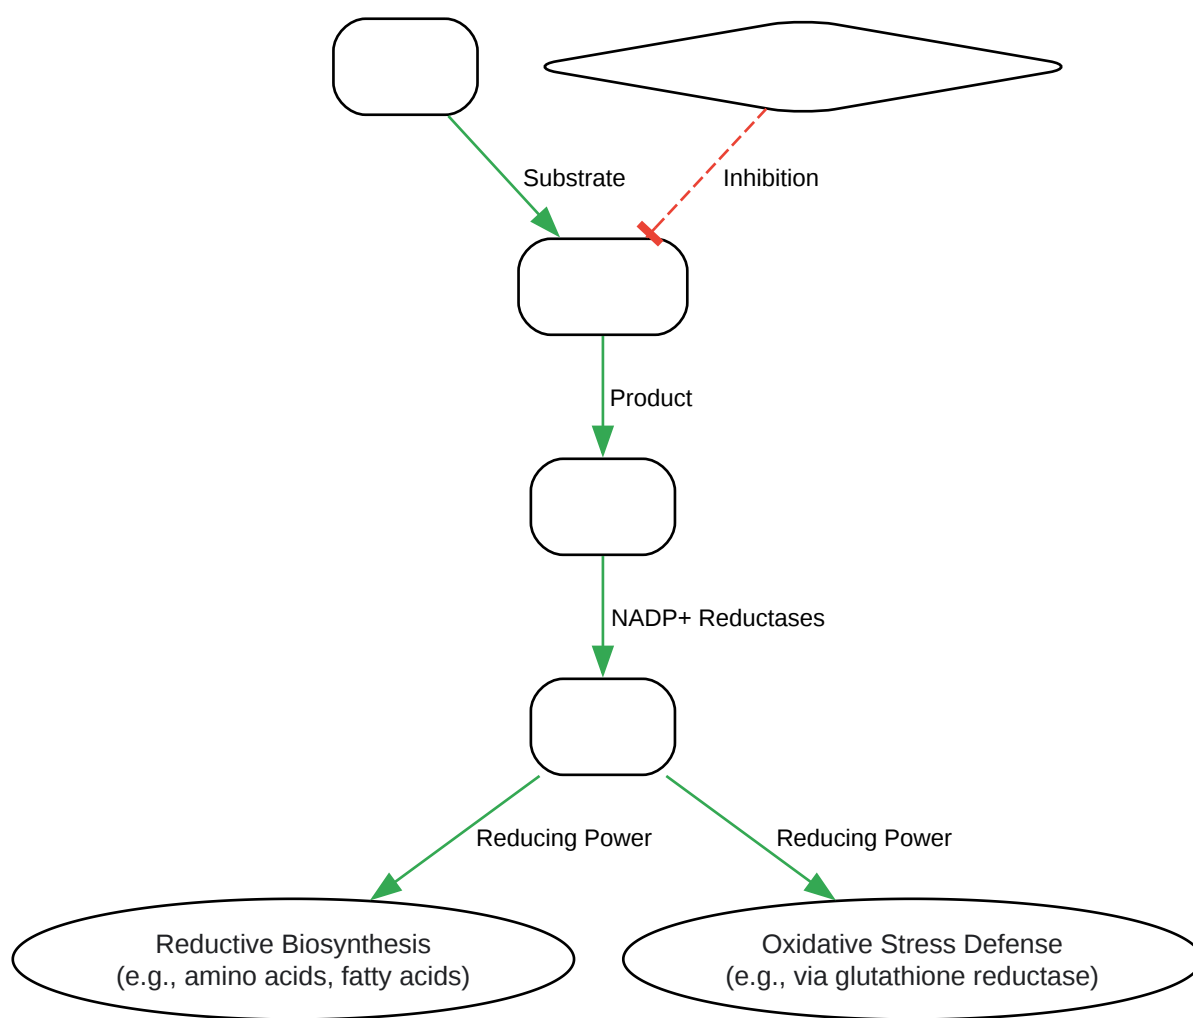 Substrate
Inhibition
Product
NADP+ Reductases
Reducing Power
Reducing Power
Reductive Biosynthesis
(e.g., amino acids, fatty acids)
Oxidative Stress Defense
(e.g., via glutathione reductase)